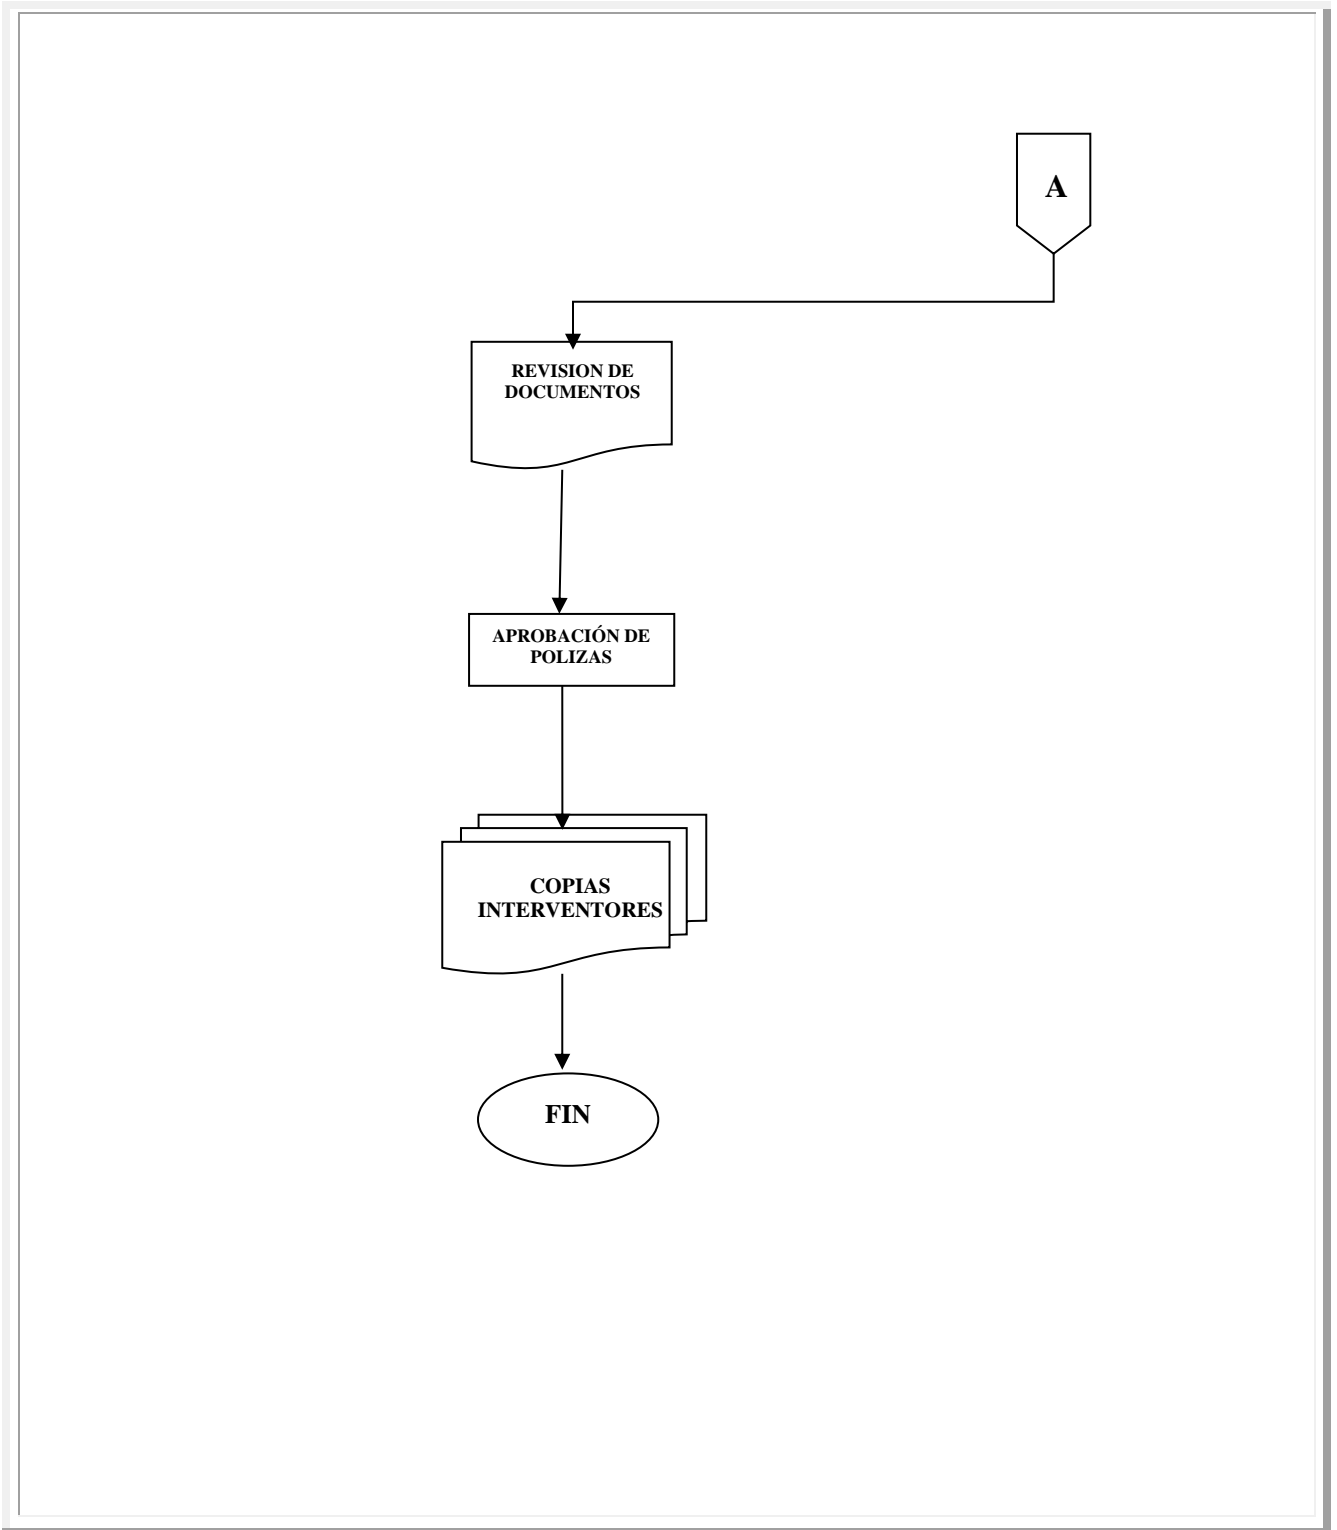 A
REVISION DE
DOCUMENTOS
APROBACIÓN DE
POLIZAS
COPIAS
INTERVENTORES
FIN